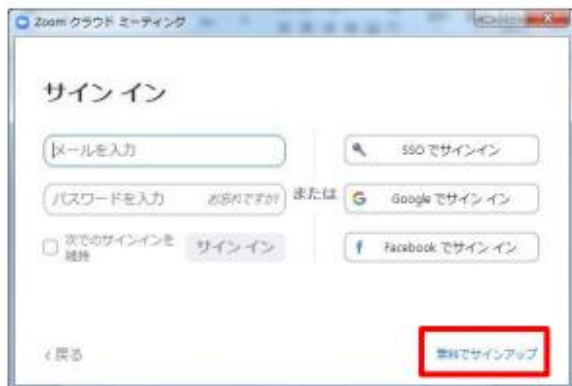 Zoom クラウド ミーティング
サイン イン
メールを入力
パスワードを入力 お忘れですか?
次でのサインインを
維持
サイン イン
または
SSO でサインイン
Google でサイン イン
Facebook でサイン イン
< 戻る
無料でサインアップ